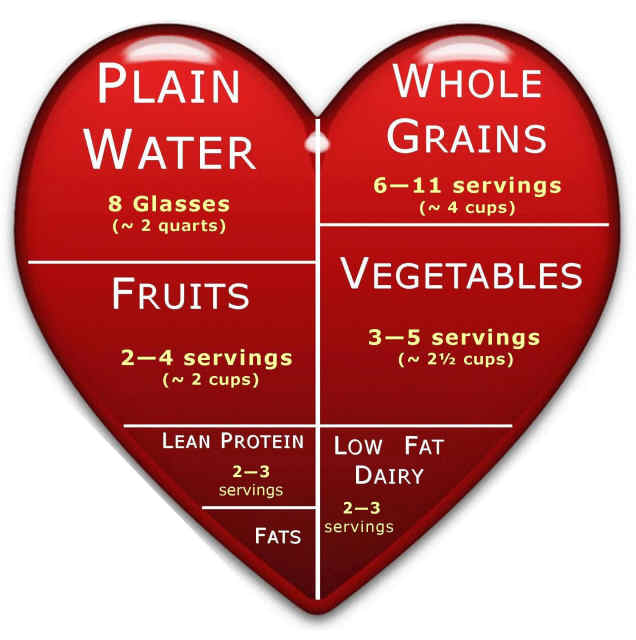 PLAIN
WATER
8 Glasses
(~ 2 quarts)
WHOLE
GRAINS
6—11 servings
(~ 4 cups)
FRUITS
2—4 servings
(~ 2 cups)
VEGETABLES
3—5 servings
(~ 2½ cups)
LEAN PROTEIN
2—3
servings
LOW FAT
DAIRY
2—3
servings
FATS